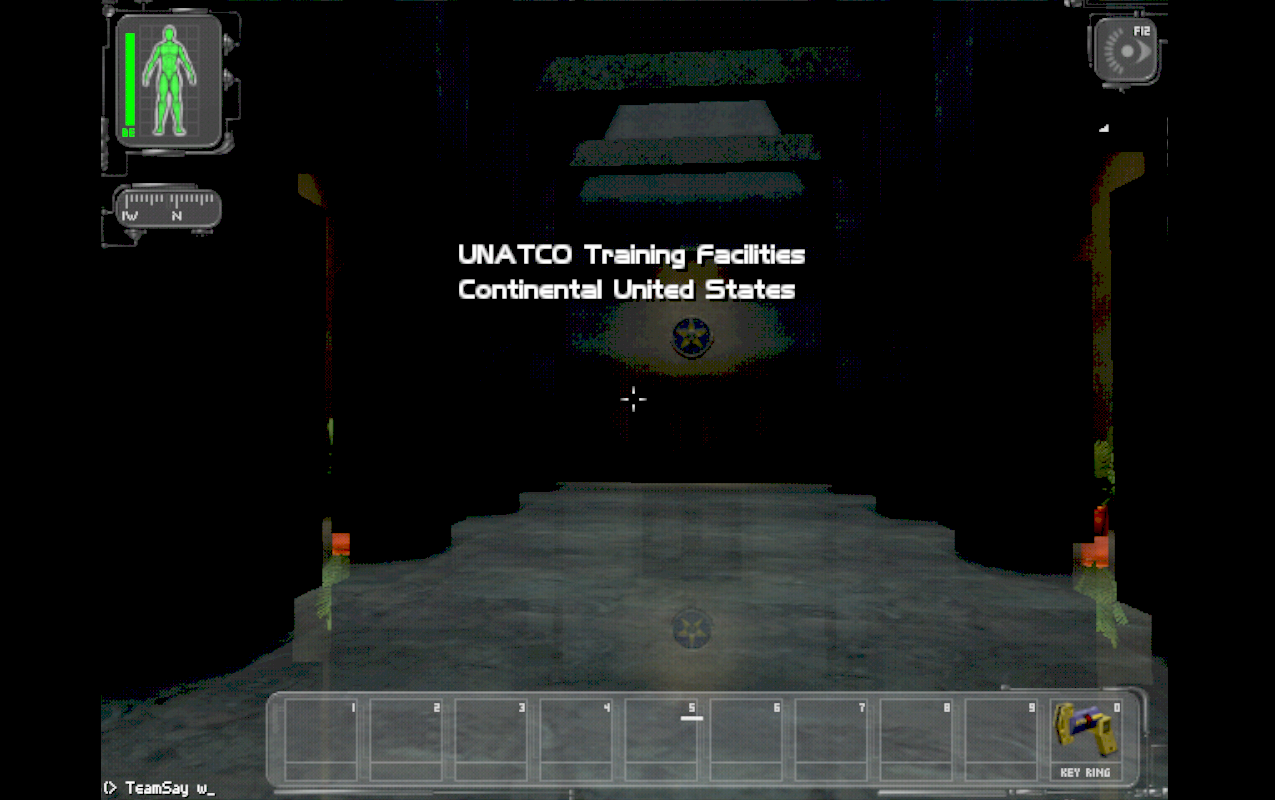 F12
IW N
UNATCO Training Facilities
Continental United States
1 2 3 4 5 6 7 8 9 0
KEY RING
(> TeamSay w_